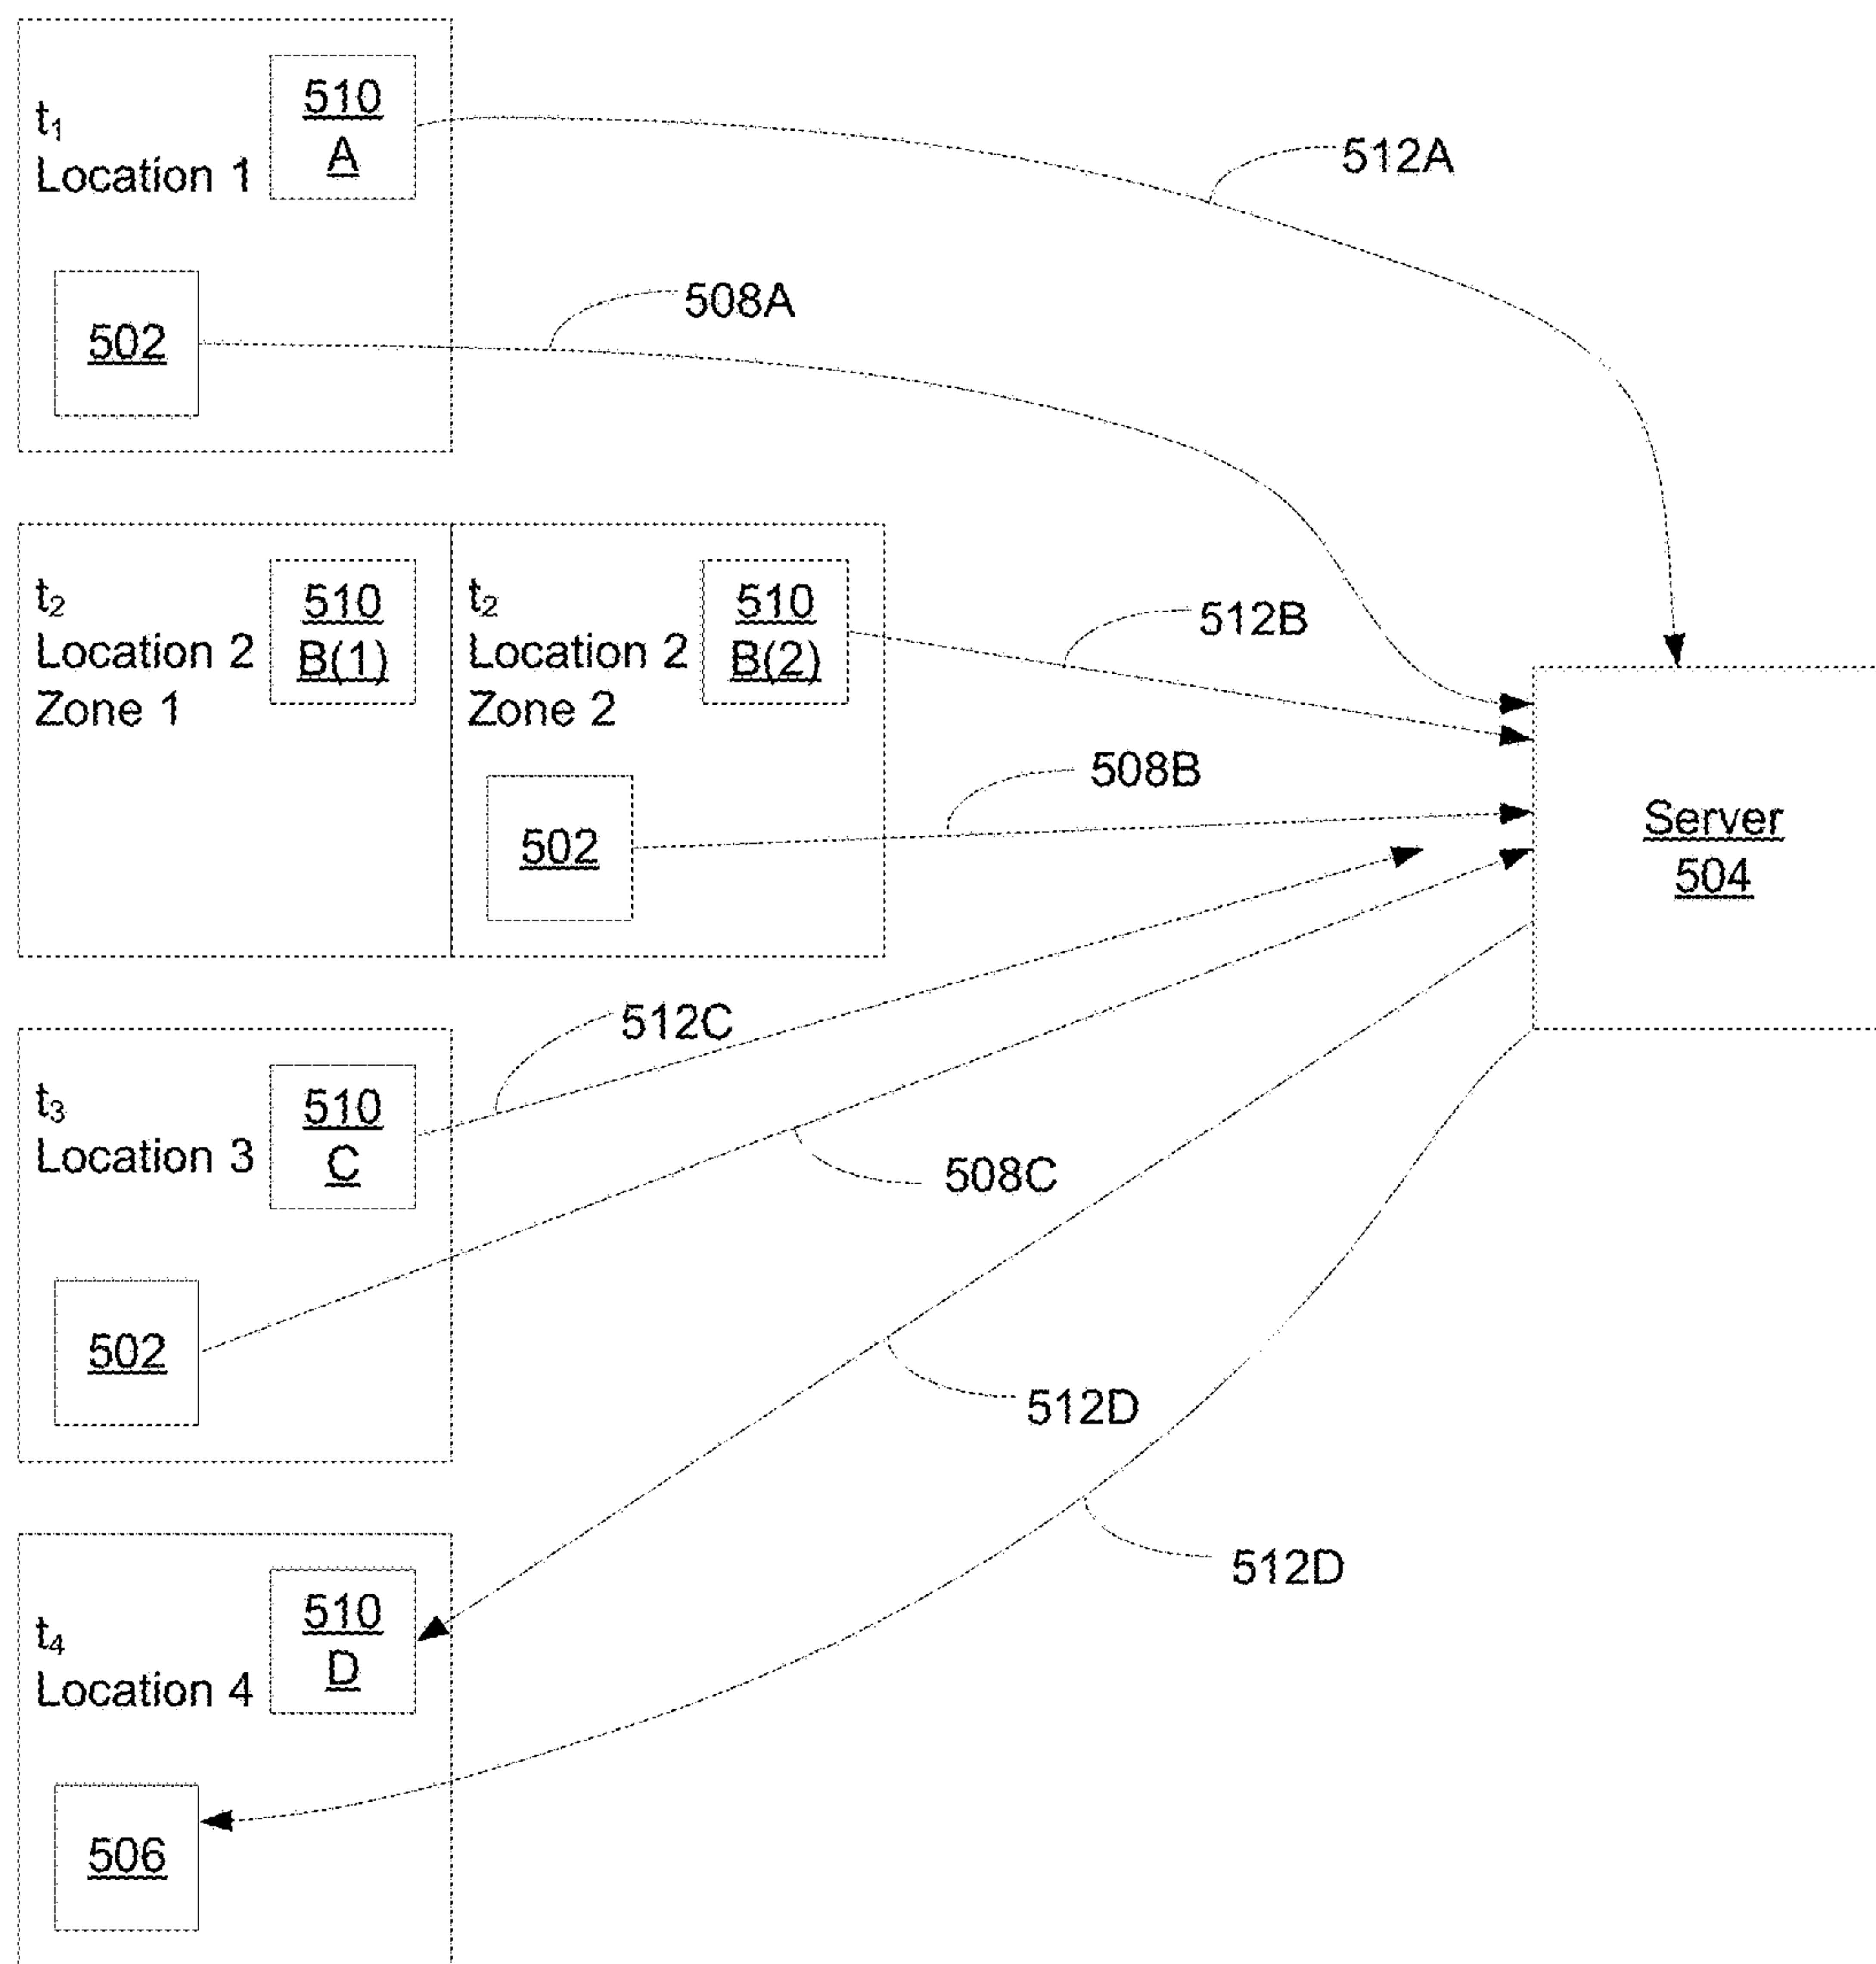 510
A
t₁
Location 1
512A
502
508A
t₂
Location 2
Zone 1
510
B(1)
t₂
Location 2
Zone 2
510
B(2)
512B
502
508B
Server
504
t₃
Location 3
510
C
512C
508C
502
512D
t₄
Location 4
510
D
512D
506